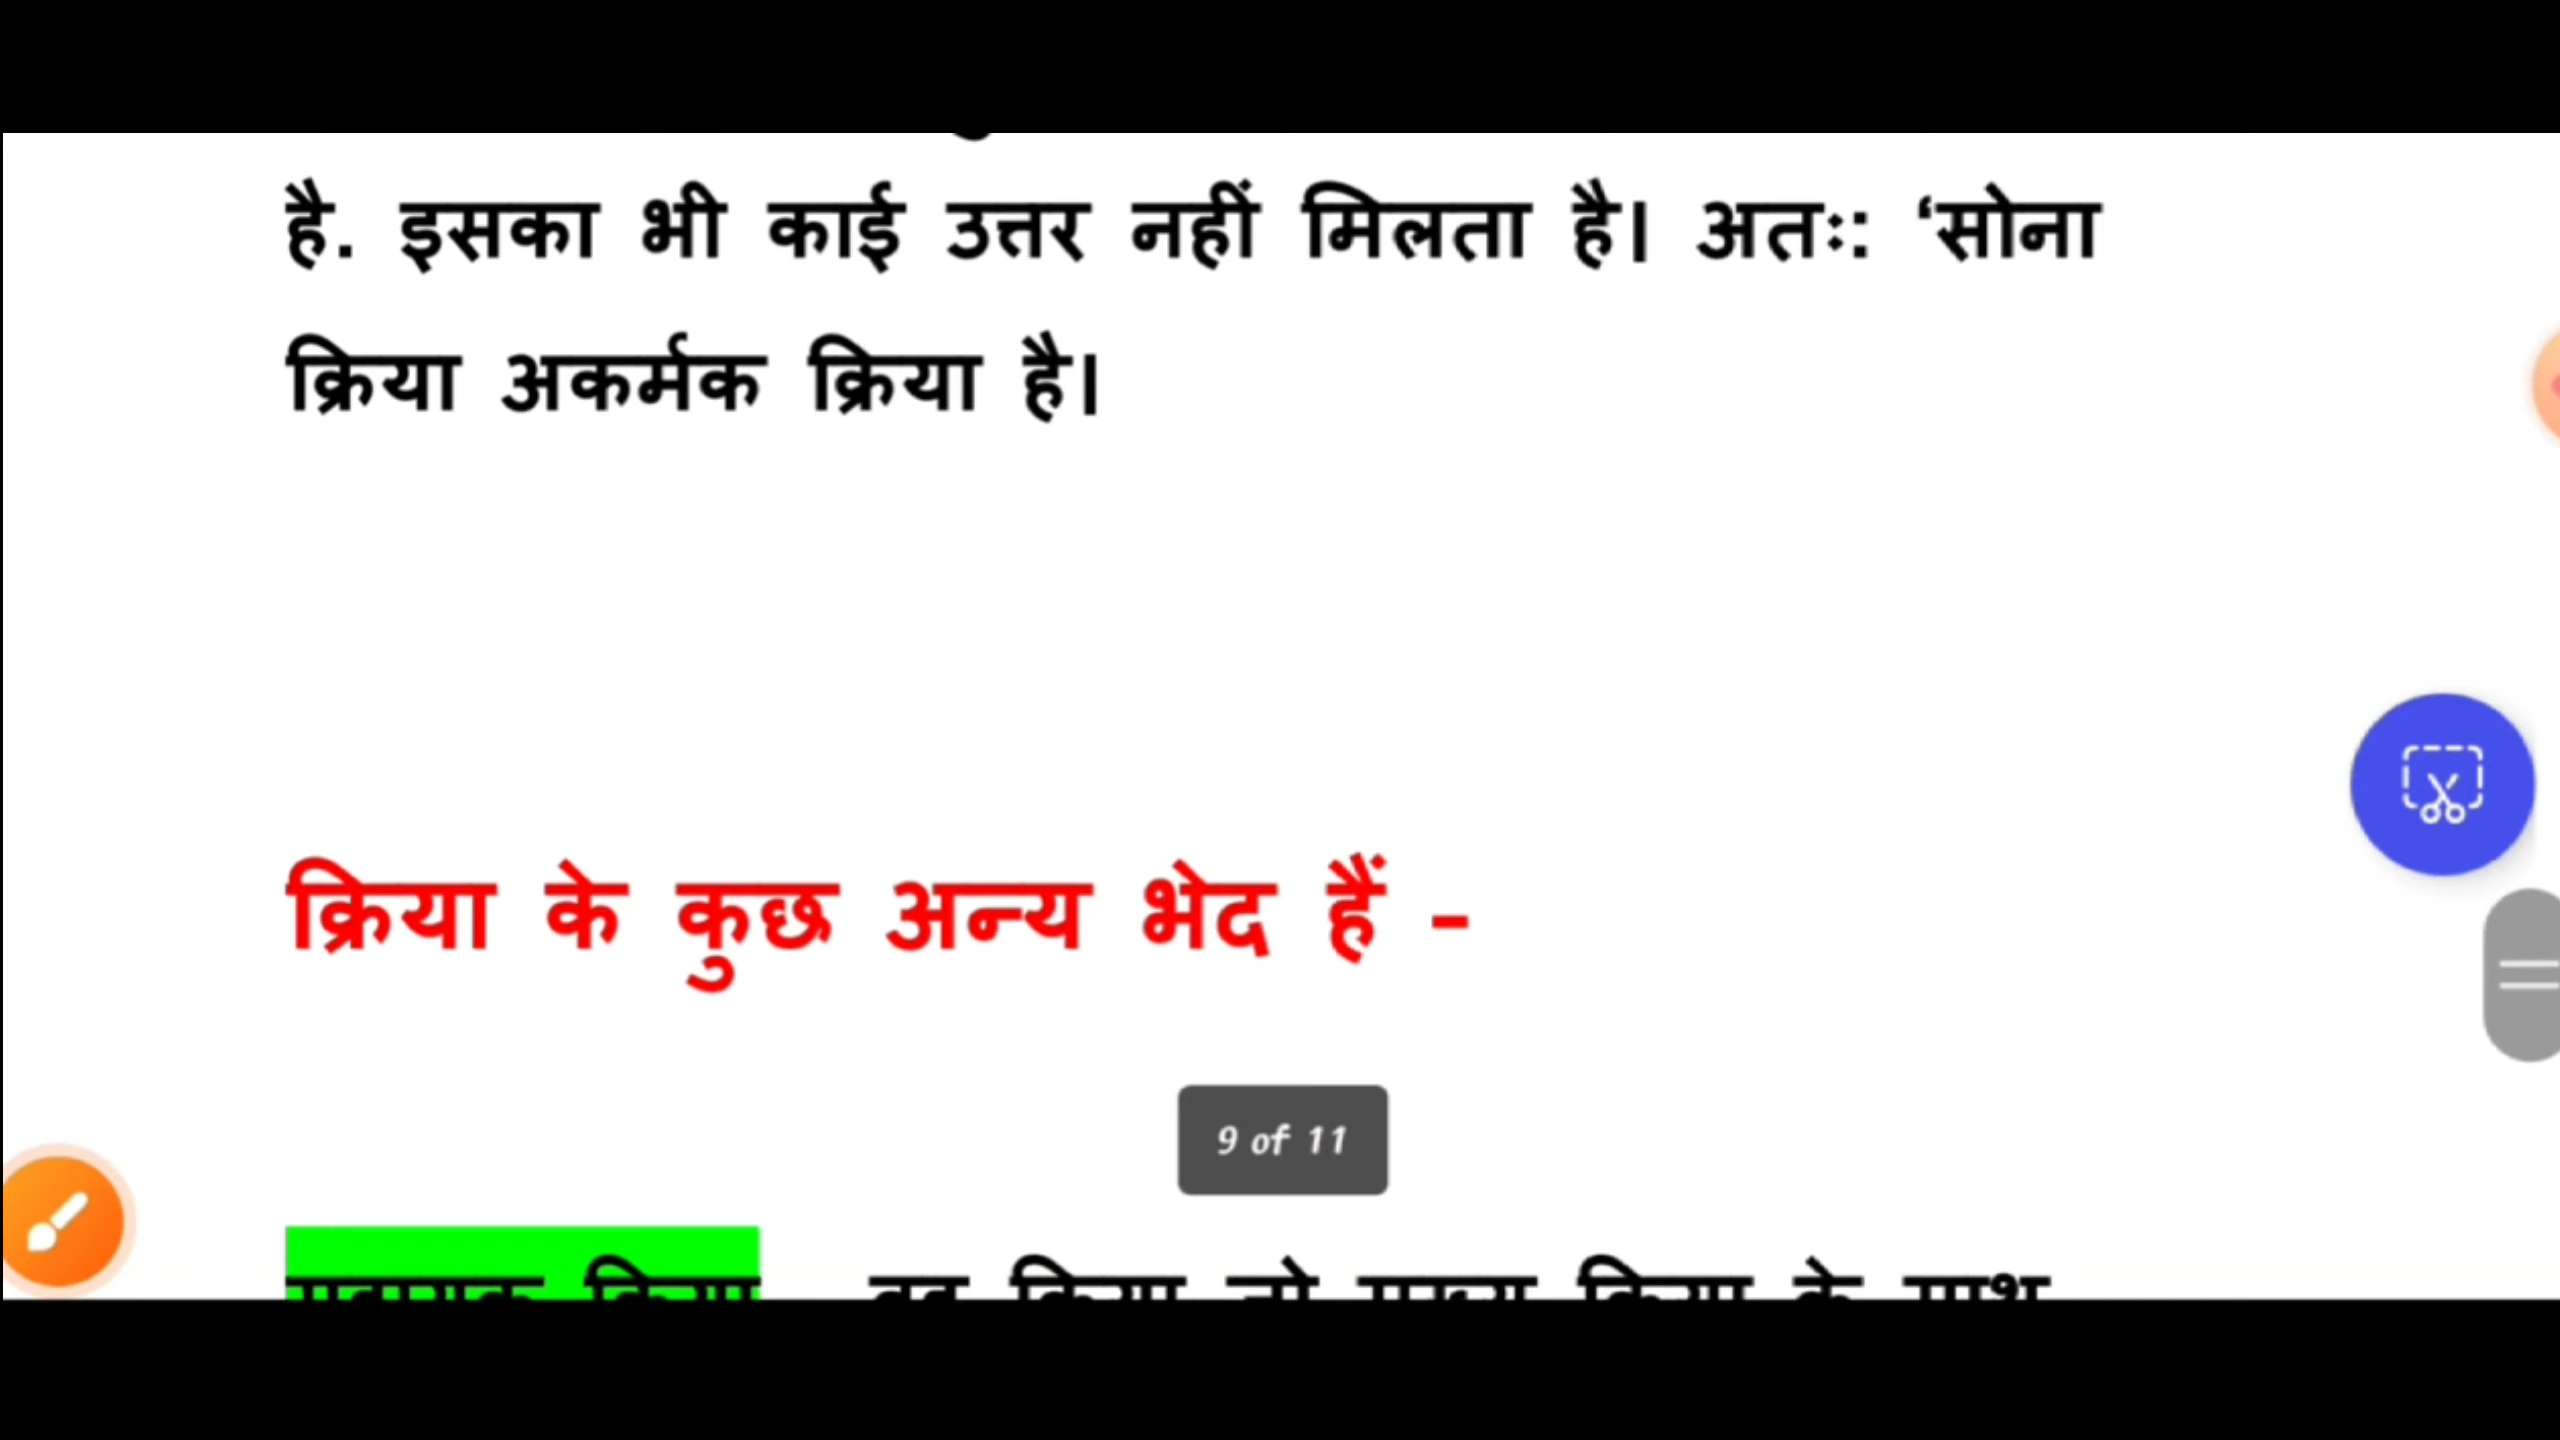 है. इसका भी काई उत्तर नहीं मिलता है। अतः: ‘सोना
क्रिया अकर्मक क्रिया है।
क्रिया के कुछ अन्य भेद हैं -
9 of 11
क्रिया क्रिया जो मुख्य क्रिया के साथ